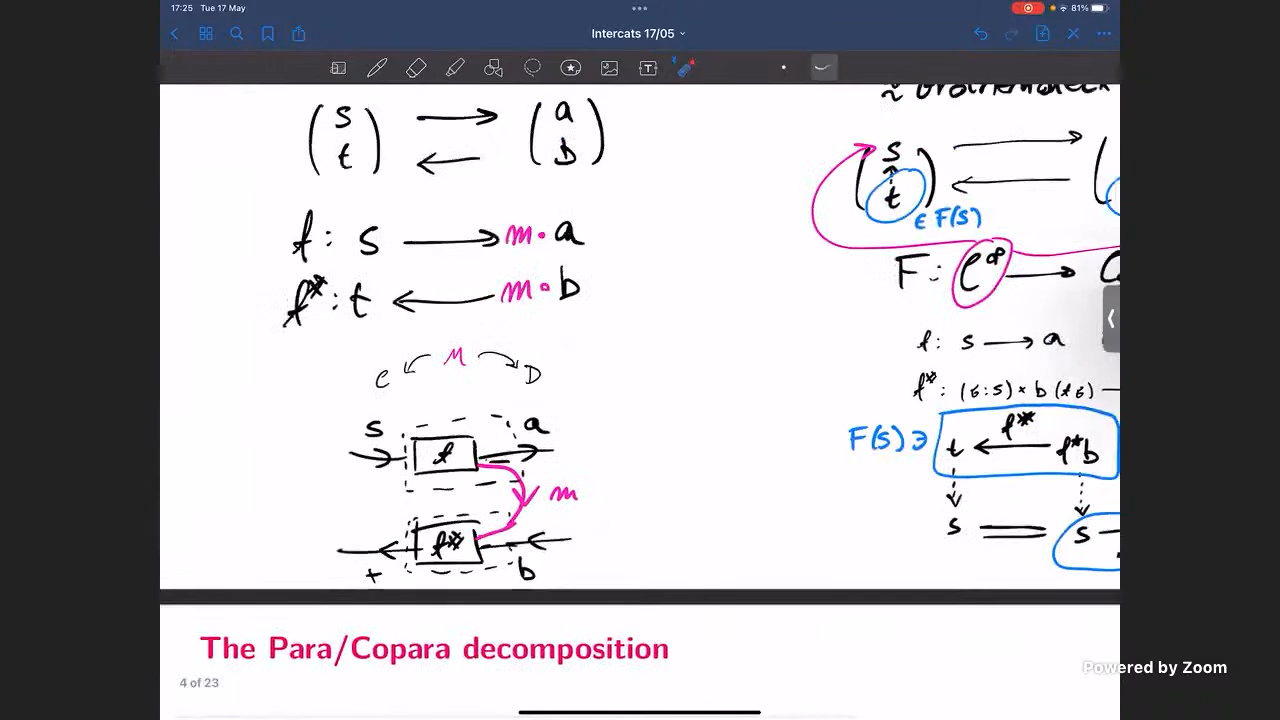 17:25 Tue 17 May
81%
Intercats 17/05
s → a
t ← b
f : s → m · a
f* : t ← m · b
M
C D
s f a
m
t f* b
s
t ∈ F(s)
F : C^op →
f : s → a
f* : (σ : s) × b (f σ) —
F(s) ∋ t ←f*— f*b
s = s
The Para/Copara decomposition
4 of 23
Powered by Zoom